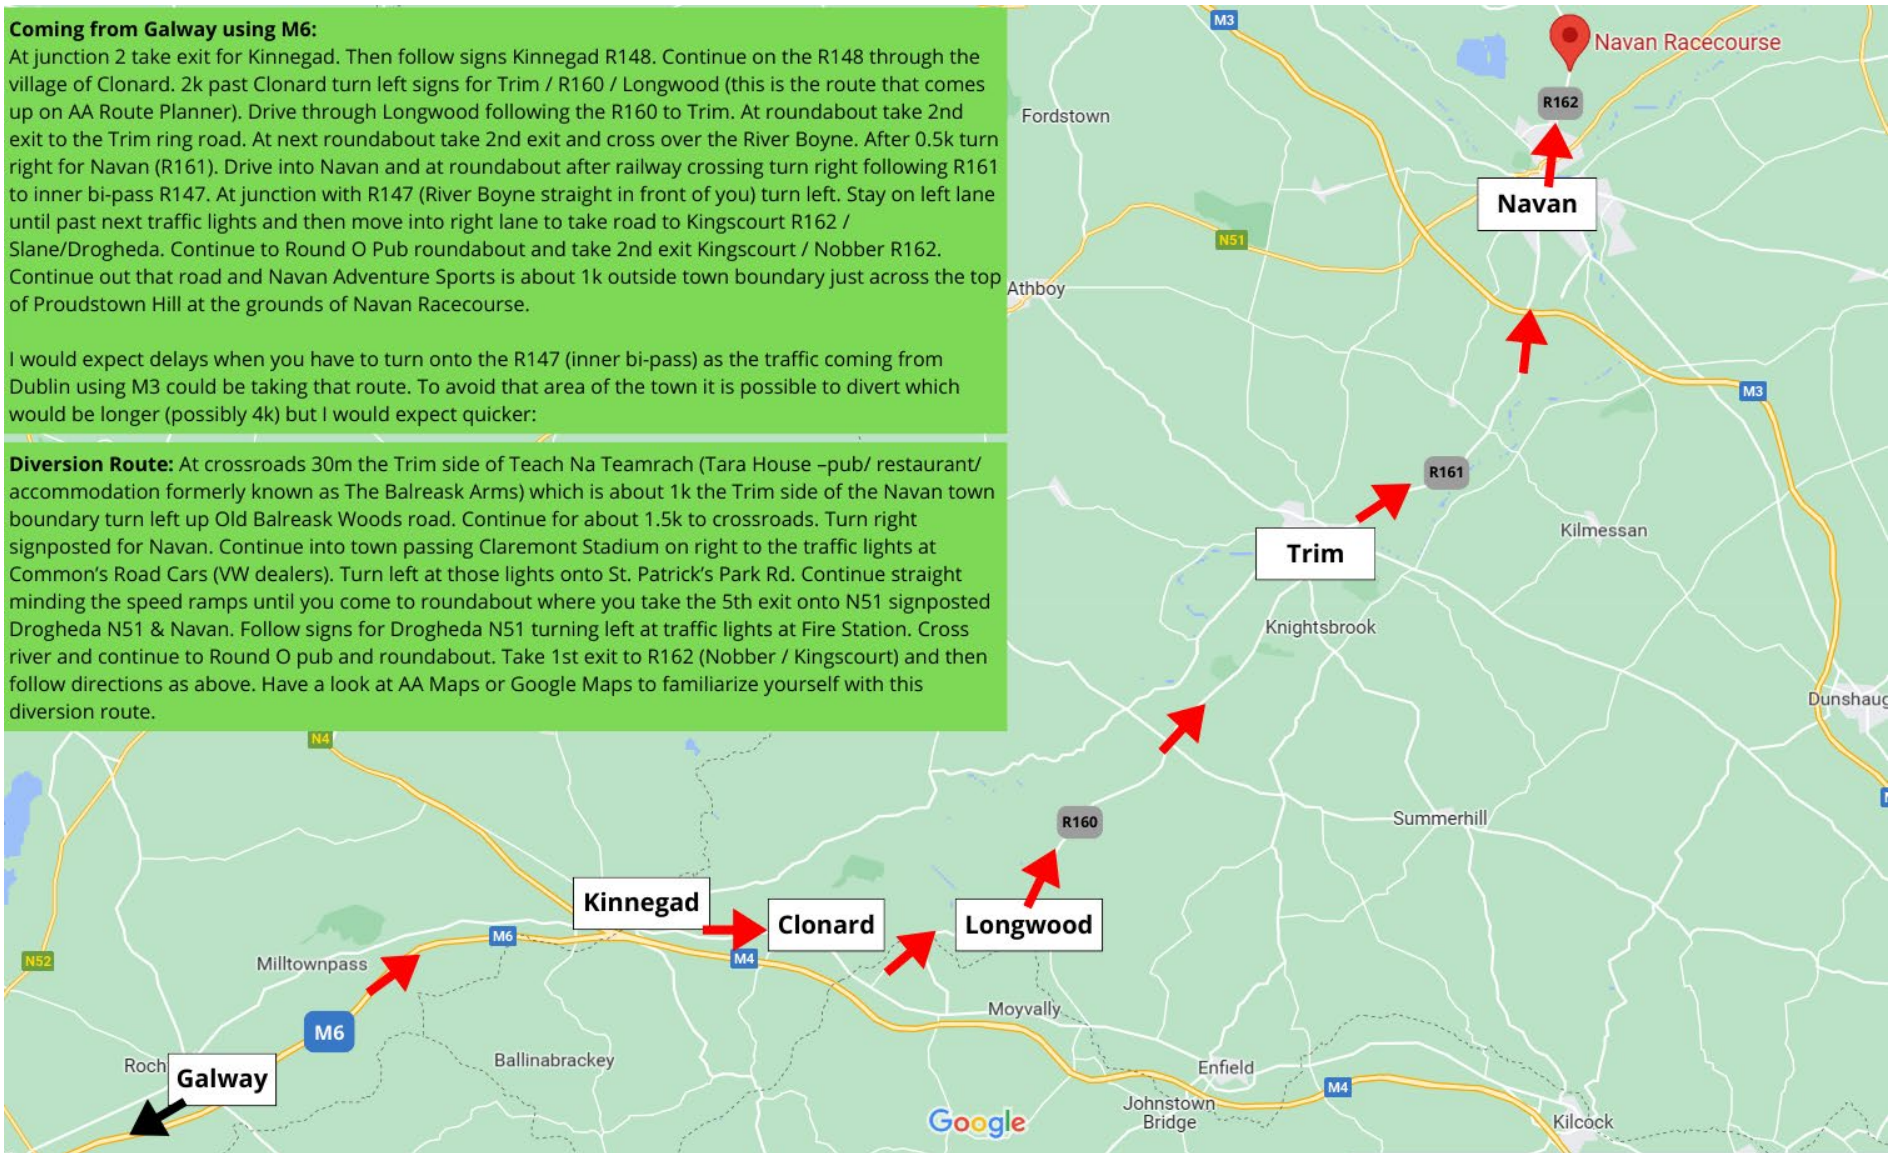 Coming from Galway using M6:
At junction 2 take exit for Kinnegad. Then follow signs Kinnegad R148. Continue on the R148 through the
village of Clonard. 2k past Clonard turn left signs for Trim / R160 / Longwood (this is the route that comes
up on AA Route Planner). Drive through Longwood following the R160 to Trim. At roundabout take 2nd
exit to the Trim ring road. At next roundabout take 2nd exit and cross over the River Boyne. After 0.5k turn
right for Navan (R161). Drive into Navan and at roundabout after railway crossing turn right following R161
to inner bi-pass R147. At junction with R147 (River Boyne straight in front of you) turn left. Stay on left lane
until past next traffic lights and then move into right lane to take road to Kingscourt R162 /
Slane/Drogheda. Continue to Round O Pub roundabout and take 2nd exit Kingscourt / Nobber R162.
Continue out that road and Navan Adventure Sports is about 1k outside town boundary just across the top
of Proudstown Hill at the grounds of Navan Racecourse.
I would expect delays when you have to turn onto the R147 (inner bi-pass) as the traffic coming from
Dublin using M3 could be taking that route. To avoid that area of the town it is possible to divert which
would be longer (possibly 4k) but I would expect quicker:
Diversion Route: At crossroads 30m the Trim side of Teach Na Teamrach (Tara House –pub/ restaurant/
accommodation formerly known as The Balreask Arms) which is about 1k the Trim side of the Navan town
boundary turn left up Old Balreask Woods road. Continue for about 1.5k to crossroads. Turn right
signposted for Navan. Continue into town passing Claremont Stadium on right to the traffic lights at
Common's Road Cars (VW dealers). Turn left at those lights onto St. Patrick's Park Rd. Continue straight
minding the speed ramps until you come to roundabout where you take the 5th exit onto N51 signposted
Drogheda N51 & Navan. Follow signs for Drogheda N51 turning left at traffic lights at Fire Station. Cross
river and continue to Round O pub and roundabout. Take 1st exit to R162 (Nobber / Kingscourt) and then
follow directions as above. Have a look at AA Maps or Google Maps to familiarize yourself with this
diversion route.
M3
Navan Racecourse
R162
Fordstown
Navan
N51
Athboy
M3
R161
Kilmessan
Trim
Knightsbrook
Dunshaug
N4
R160
Summerhill
Kinnegad
Clonard
Longwood
M6
M4
N52
Milltownpass
Moyvally
M6
Roch
Galway
Ballinabrackey
Enfield
M4
Johnstown
Bridge
Kilcock
Google